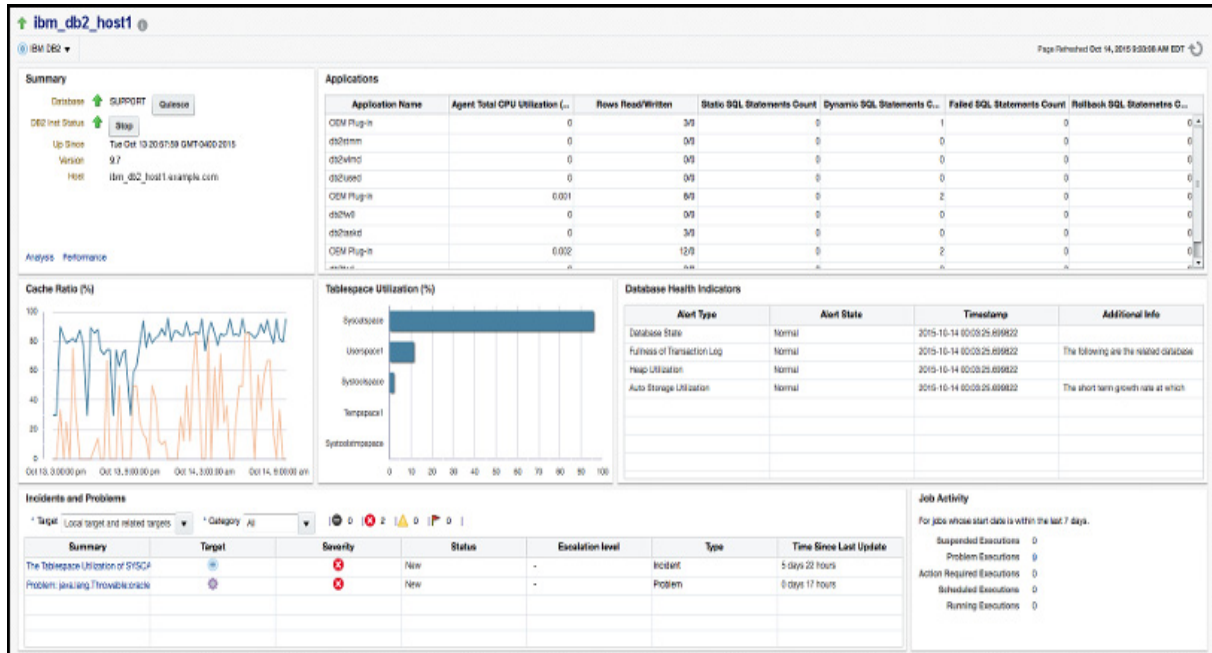 ibm_db2_host1
IBM DB2
Page Refreshed Oct 14, 2015 9:30:58 AM EDT
Summary
Database SUPPORT Quiesce
DB2 Inst Status Stop
Up Since Tue Oct 13 20:57:59 GMT-0400 2015
Version 9.7
Host ibm_db2_host1.example.com
Analysis Performance
Applications
Application Name Agent Total CPU Utilization (... Rows Read/Written Static SQL Statements Count Dynamic SQL Statements C... Failed SQL Statements Count Rollback SQL Statemetns C...
OEM Plug-in 0 3/0 0 1 0 0
db2stmm 0 0/0 0 0 0 0
db2wlmd 0 0/0 0 0 0 0
db2used 0 0/0 0 0 0 0
OEM Plug-in 0.001 6/0 0 2 0 0
db2fw0 0 0/0 0 0 0 0
db2taskd 0 3/0 0 0 0 0
OEM Plug-in 0.002 12/0 0 2 0 0
Cache Ratio (%)
100
80
60
40
20
0
Oct 13, 3:00:00 pm Oct 13, 9:00:00 pm Oct 14, 3:00:00 am Oct 14, 9:00:00 am
Tablespace Utilization (%)
Syscatspace
Userspace1
Systoolspace
Tempspace1
Systoolstmpspace
0 10 20 30 40 50 60 70 80 90 100
Database Health Indicators
Alert Type Alert State Timestamp Additional Info
Database State Normal 2015-10-14 00:03:25.699822
Fullness of Transaction Log Normal 2015-10-14 00:03:25.699822 The following are the related database
Heap Utilization Normal 2015-10-14 00:03:25.699822
Auto Storage Utilization Normal 2015-10-14 00:03:25.699822 The short term growth rate at which
Incidents and Problems
* Target Local target and related targets * Category All | 0 | 2 | 0 | 0 |
Summary Target Severity Status Escalation level Type Time Since Last Update
The Tablespace Utilization of SYSCA New - Incident 5 days 22 hours
Problem: java.lang.Throwable:oracle New - Problem 0 days 17 hours
Job Activity
For jobs whose start date is within the last 7 days.
Suspended Executions 0
Problem Executions 0
Action Required Executions 0
Scheduled Executions 0
Running Executions 0